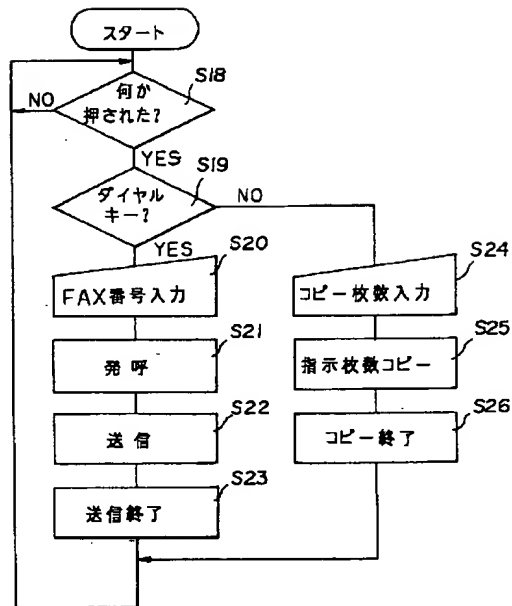 スタート
S18
何か
押された?
NO
YES
S19
ダイヤル
キー?
NO
YES
S20
FAX番号入力
S24
コピー枚数入力
S21
発呼
S25
指示枚数コピー
S22
送信
S26
コピー終了
S23
送信終了